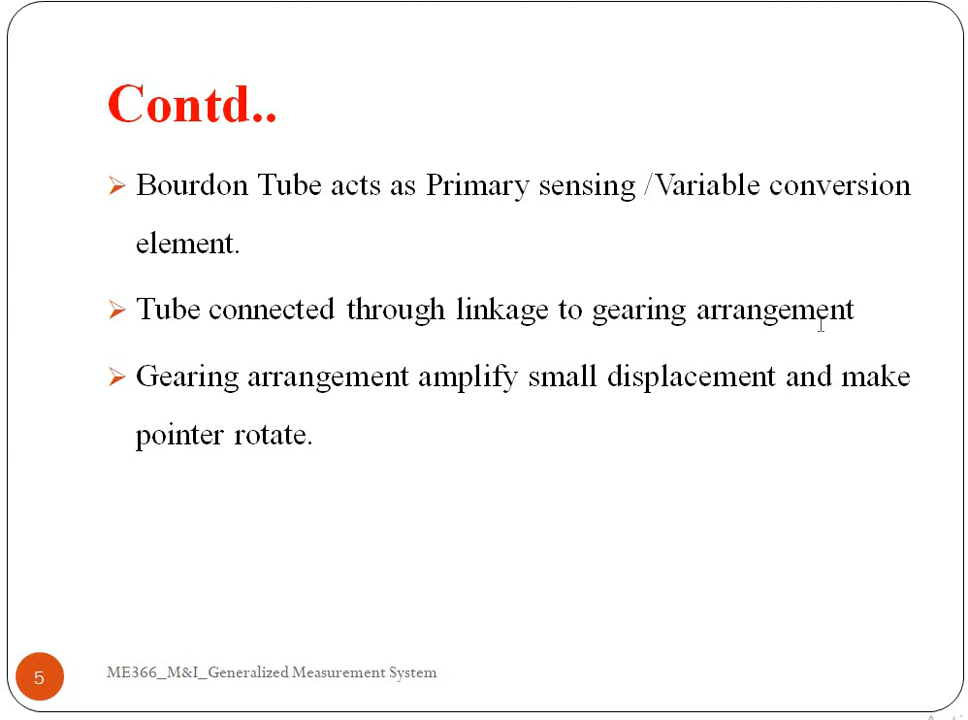 Contd..
Bourdon Tube acts as Primary sensing /Variable conversion
element.
Tube connected through linkage to gearing arrangement
Gearing arrangement amplify small displacement and make
pointer rotate.
5 ME366_M&I_Generalized Measurement System